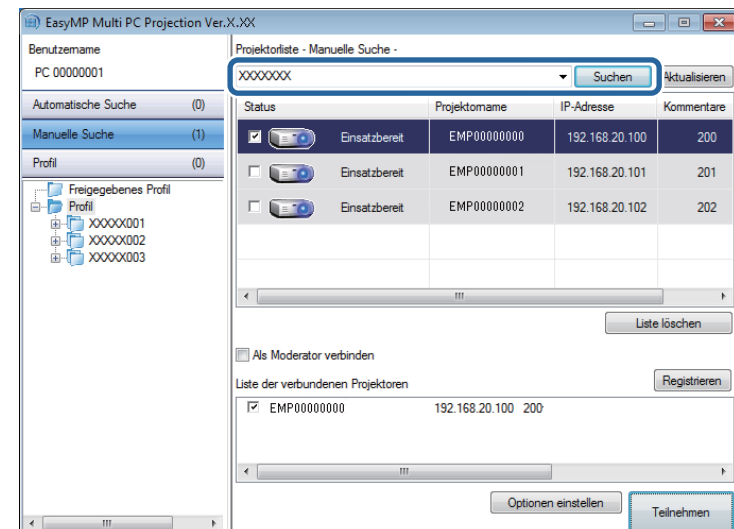 EasyMP Multi PC Projection Ver.X.XX
Benutzername
PC 00000001
Automatische Suche (0)
Manuelle Suche (1)
Profil (0)
Freigegebenes Profil
Profil
XXXXX001
XXXXX002
XXXXX003
Projektorliste - Manuelle Suche -
XXXXXXX Suchen Aktualisieren
Status Projektorname IP-Adresse Kommentare
Einsatzbereit EMP00000000 192.168.20.100 200
Einsatzbereit EMP00000001 192.168.20.101 201
Einsatzbereit EMP00000002 192.168.20.102 202
Liste löschen
Als Moderator verbinden
Liste der verbundenen Projektoren Registrieren
EMP00000000 192.168.20.100 200
Optionen einstellen Teilnehmen